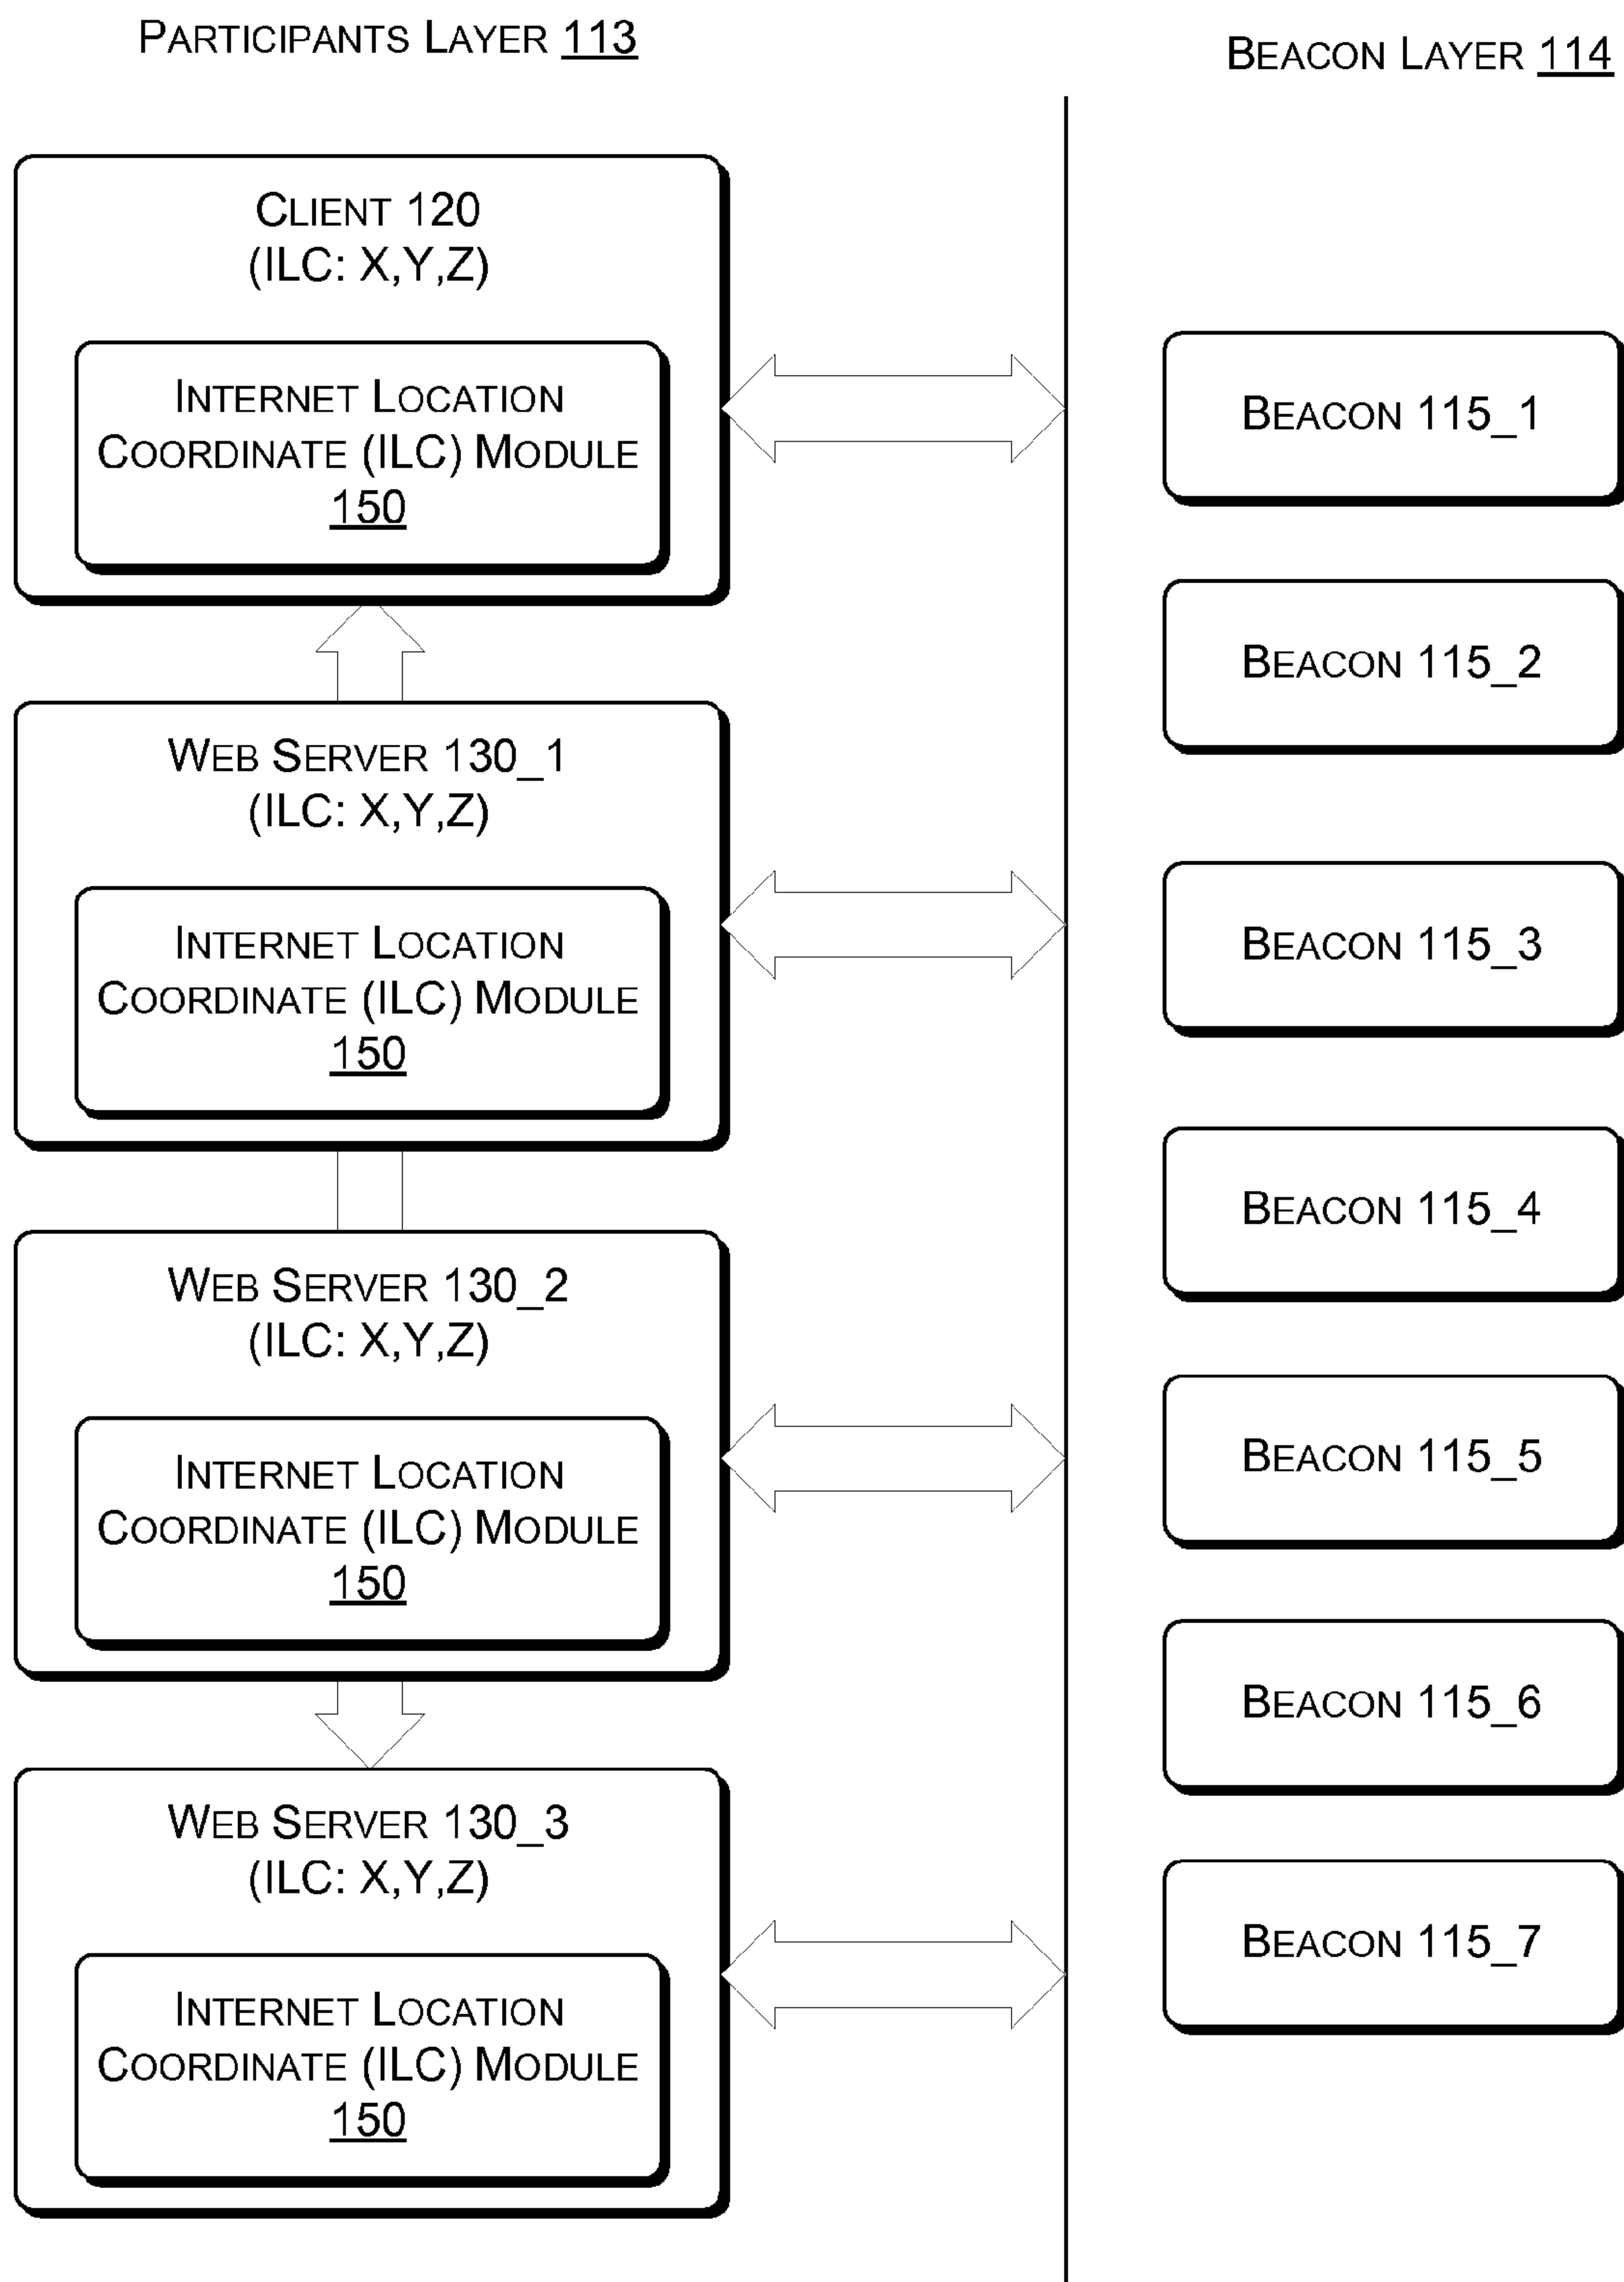 PARTICIPANTS LAYER 113
BEACON LAYER 114
CLIENT 120
(ILC: X,Y,Z)
INTERNET LOCATION
COORDINATE (ILC) MODULE
150
WEB SERVER 130_1
(ILC: X,Y,Z)
INTERNET LOCATION
COORDINATE (ILC) MODULE
150
WEB SERVER 130_2
(ILC: X,Y,Z)
INTERNET LOCATION
COORDINATE (ILC) MODULE
150
WEB SERVER 130_3
(ILC: X,Y,Z)
INTERNET LOCATION
COORDINATE (ILC) MODULE
150
BEACON 115_1
BEACON 115_2
BEACON 115_3
BEACON 115_4
BEACON 115_5
BEACON 115_6
BEACON 115_7